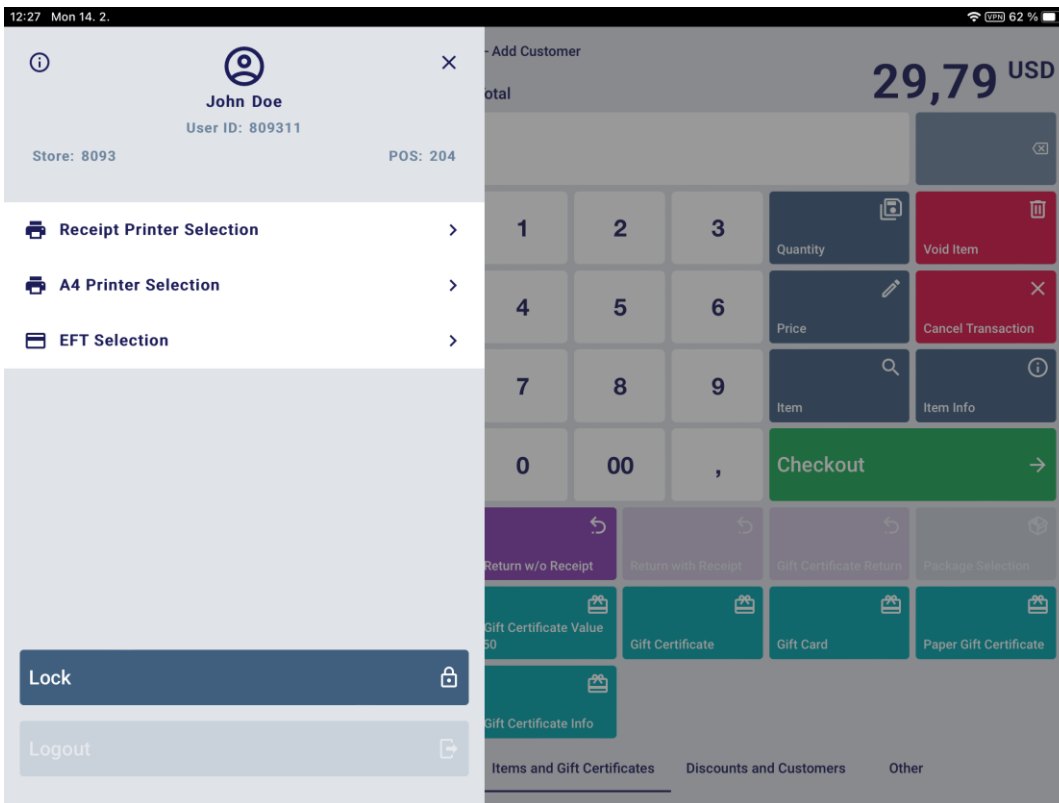 12:27 Mon 14. 2.
VPN 62 %
John Doe
User ID: 809311
Store: 8093
POS: 204
Receipt Printer Selection
A4 Printer Selection
EFT Selection
Lock
Logout
- Add Customer
otal
29,79 USD
1 2 3
Quantity
Void Item
4 5 6
Price
Cancel Transaction
7 8 9
Item
Item Info
0 00 ,
Checkout
Return w/o Receipt
Return with Receipt
Gift Certificate Return
Package Selection
Gift Certificate Value
50
Gift Certificate
Gift Card
Paper Gift Certificate
Gift Certificate Info
Items and Gift Certificates
Discounts and Customers
Other